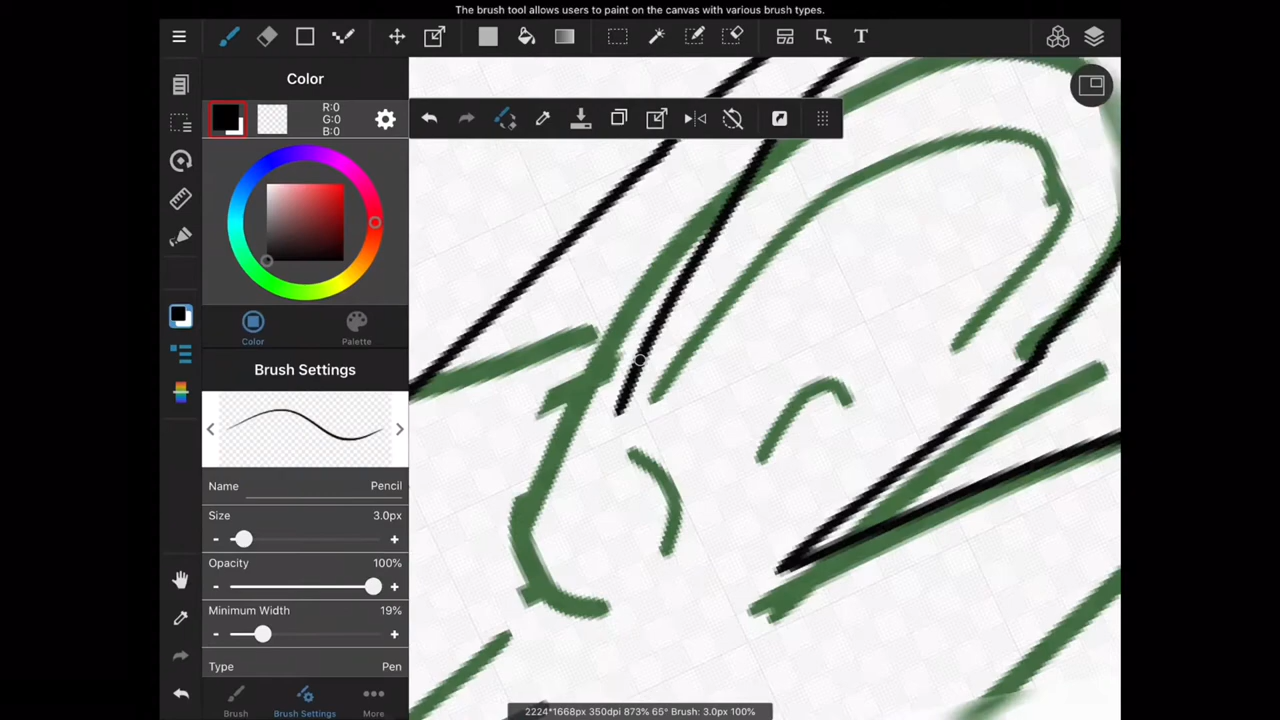 The brush tool allows users to paint on the canvas with various brush types.
T
Color
R:0
G:0
B:0
Color
Palette
Brush Settings
Name Pencil
Size 3.0px
- +
Opacity 100%
- +
Minimum Width 19%
- +
Type Pen
Brush
Brush Settings
More
2224*1668px 350dpi 873% 65° Brush: 3.0px 100%